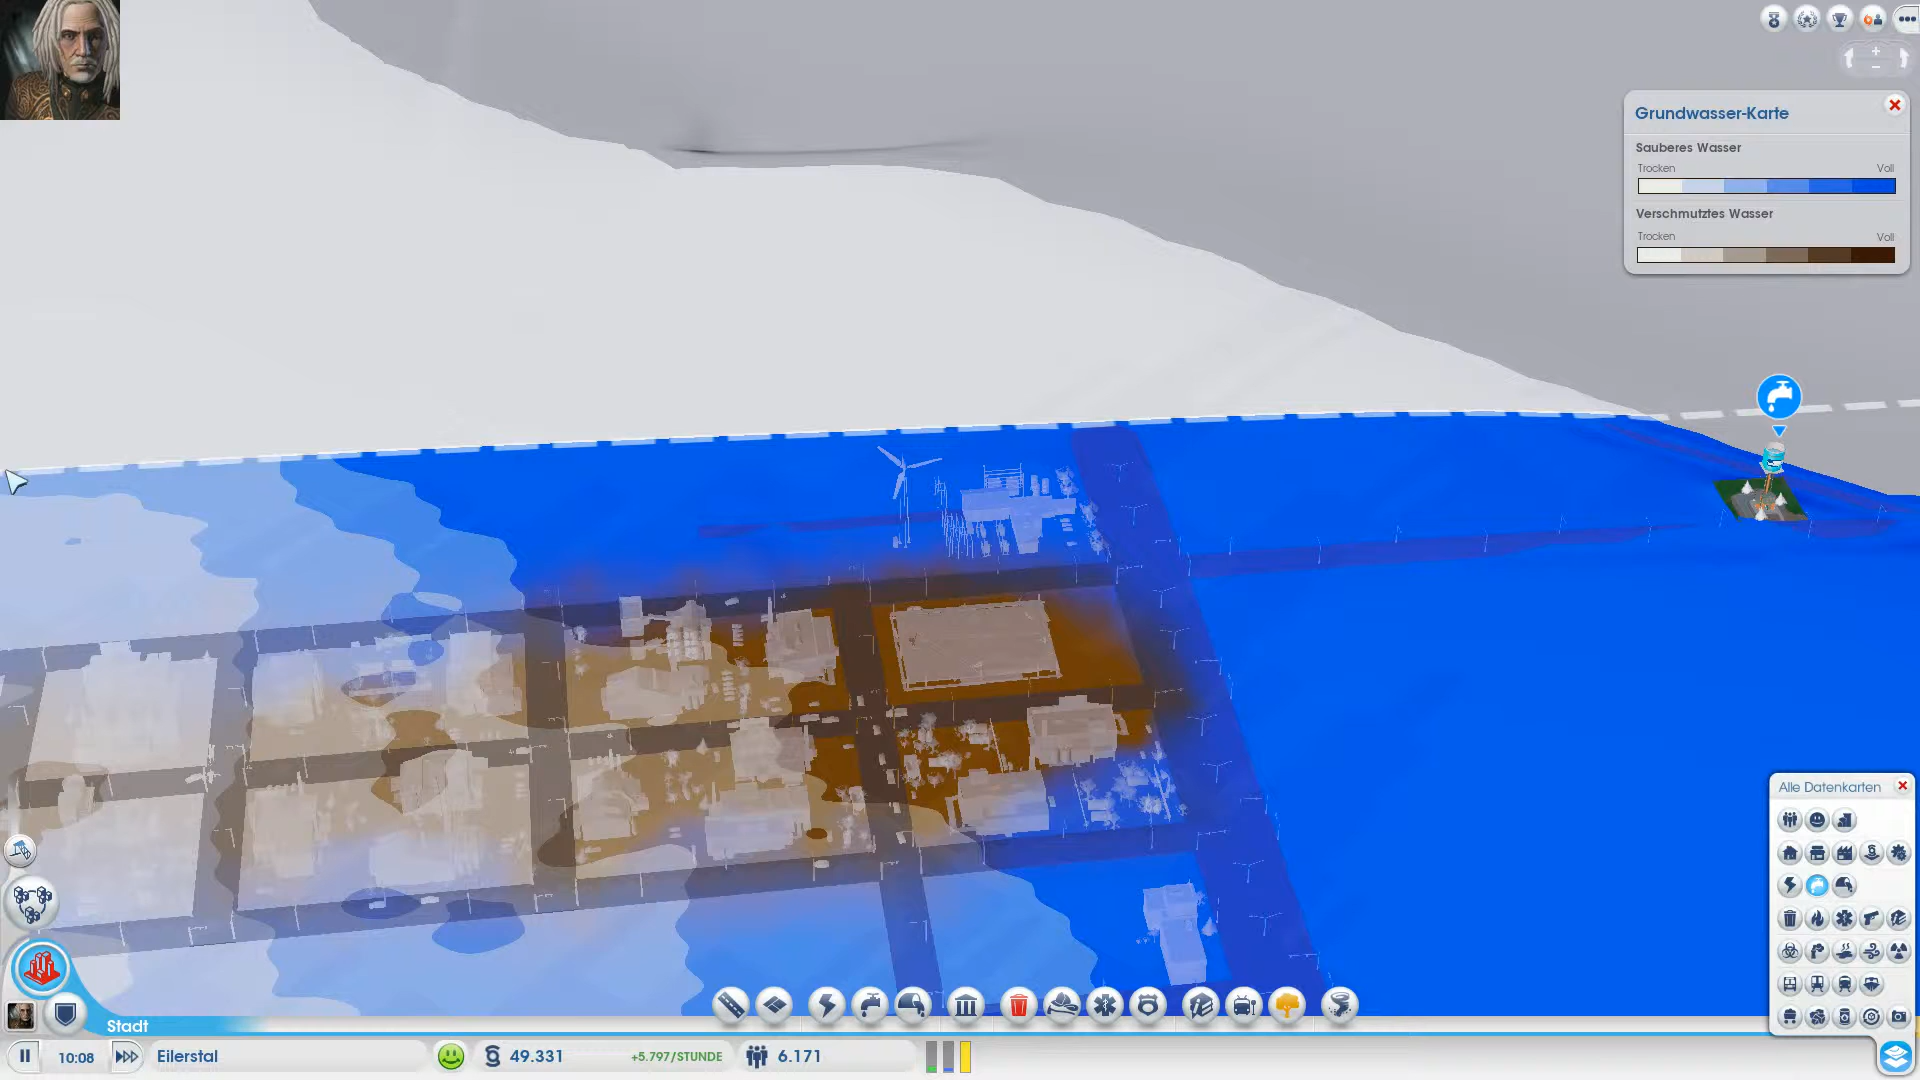 Grundwasser-Karte
Sauberes Wasser
Trocken Voll
Verschmutztes Wasser
Trocken Voll
Alle Datenkarten
Stadt
10:08 Eilerstal 49.331 +5.797/STUNDE 6.171